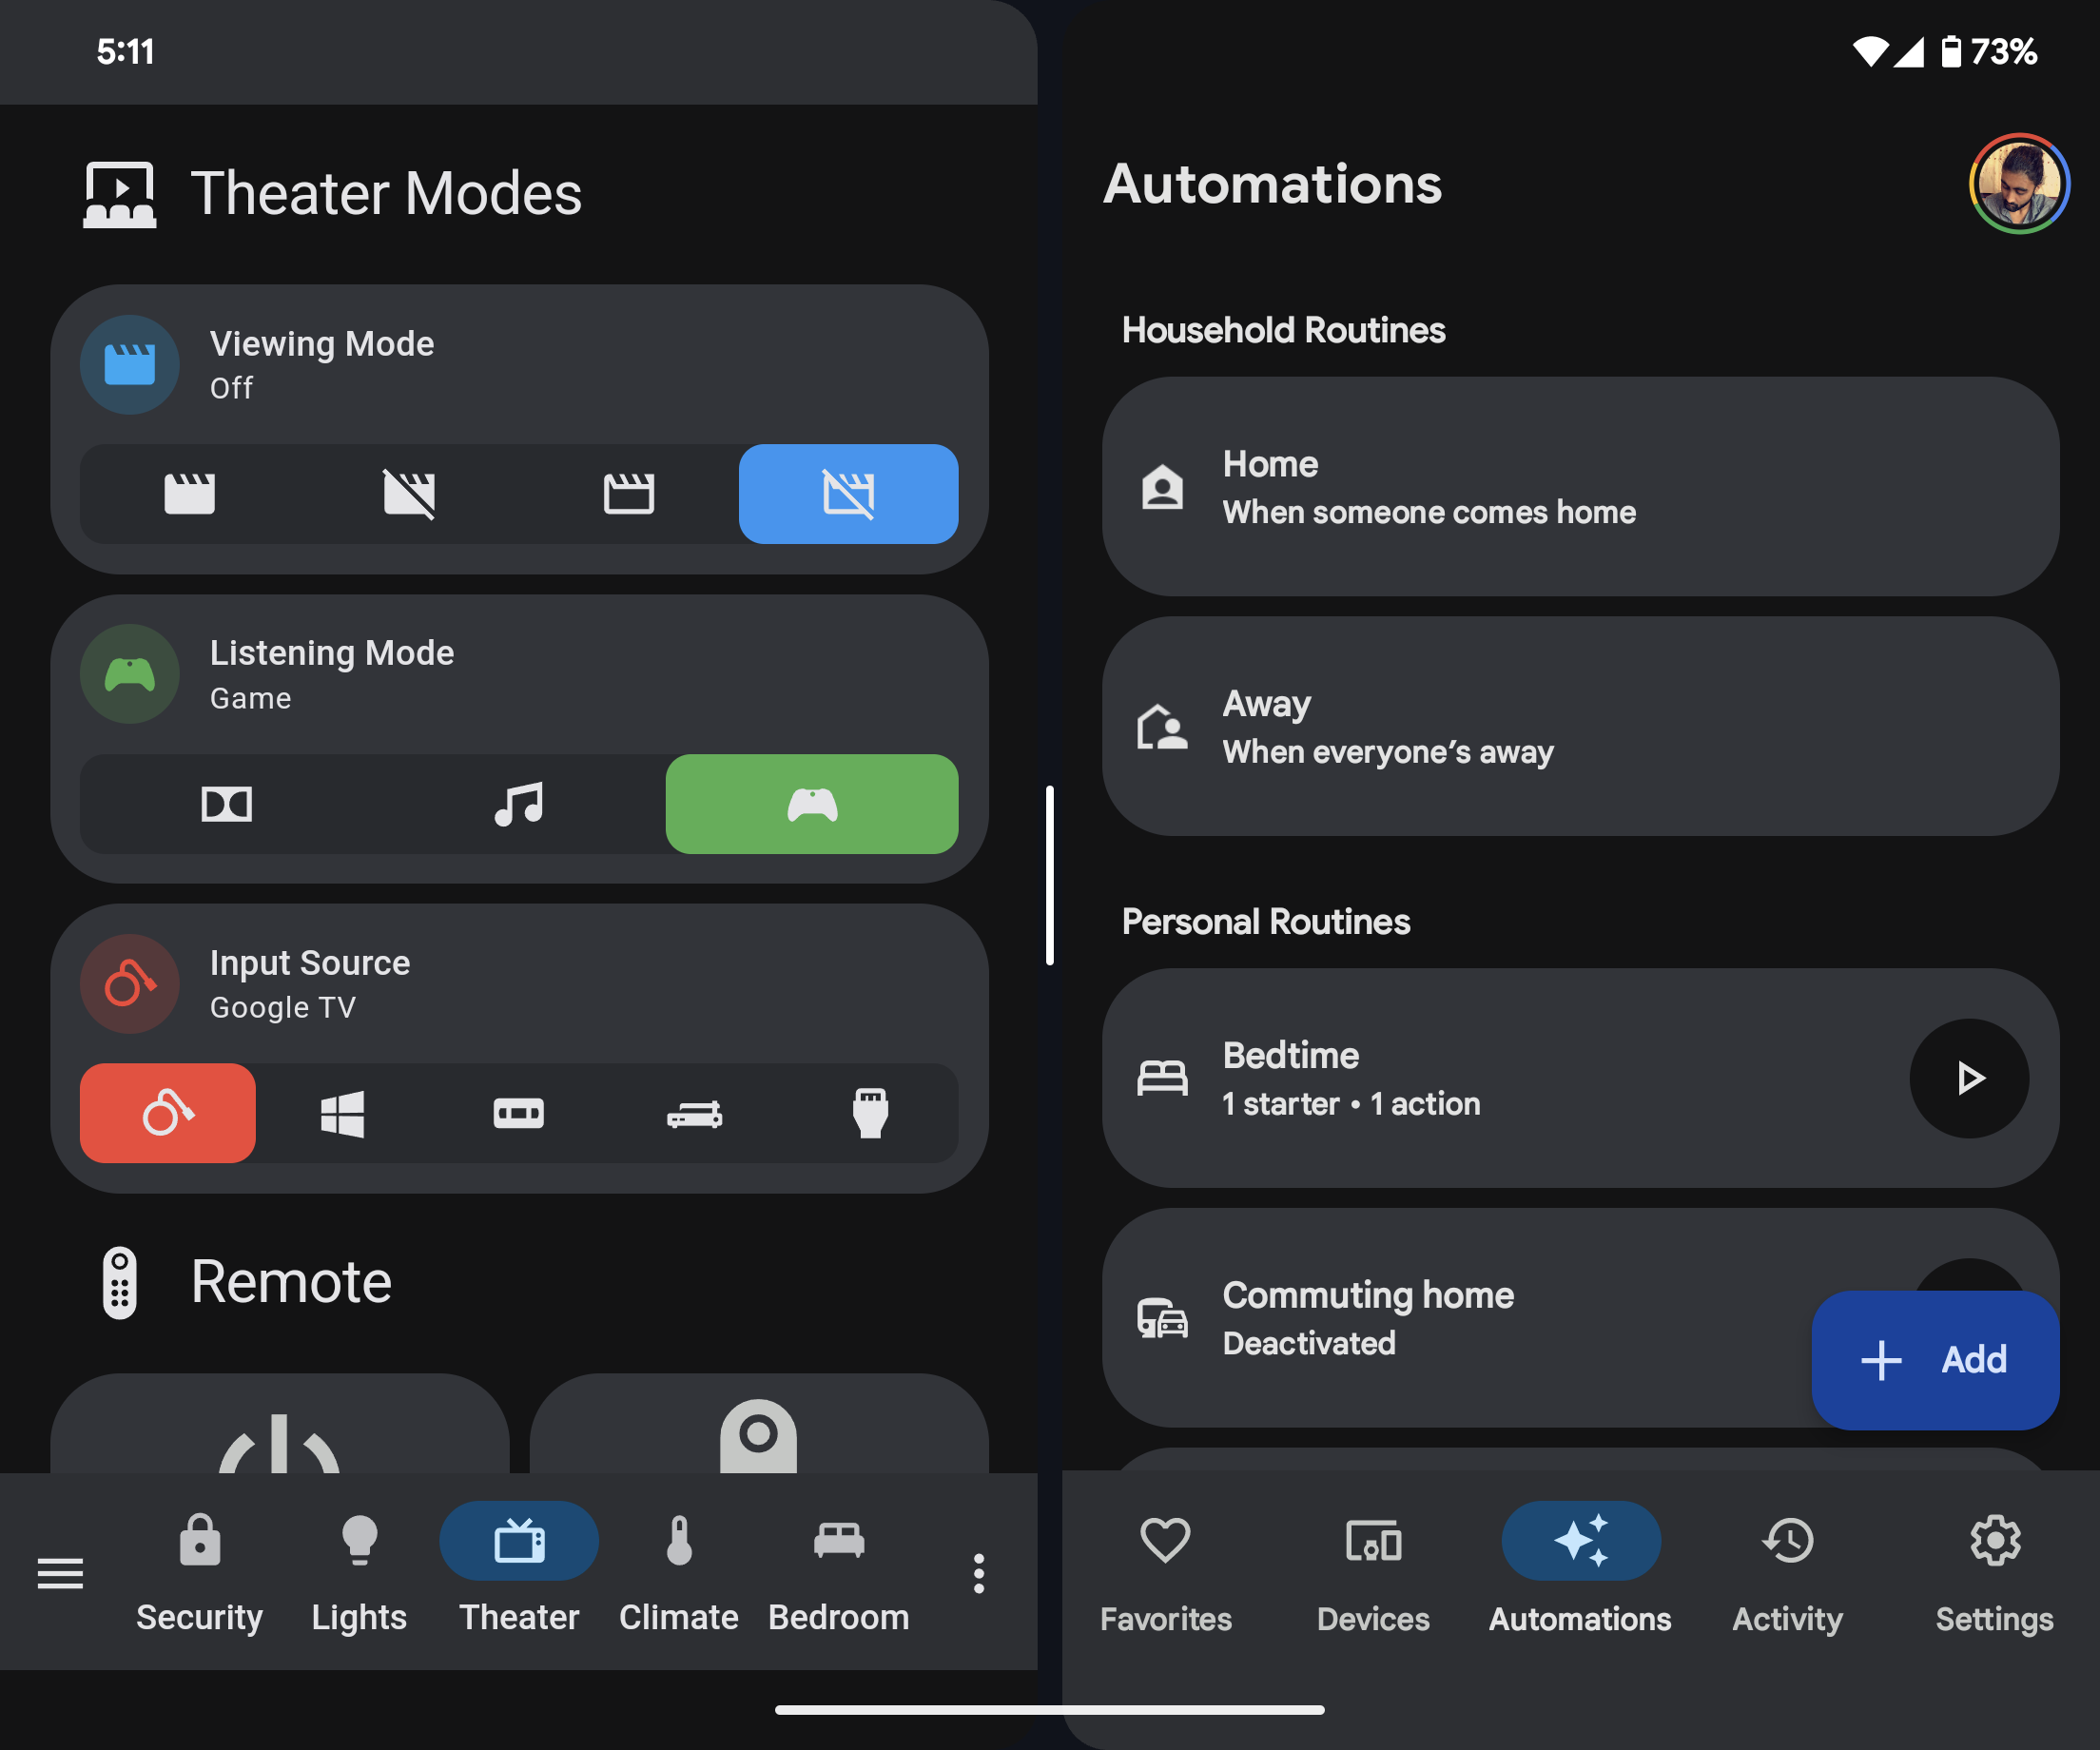 5:11
73%
Theater Modes
Viewing Mode
Off
Listening Mode
Game
Input Source
Google TV
Remote
Security
Lights
Theater
Climate
Bedroom
Automations
Household Routines
Home
When someone comes home
Away
When everyone’s away
Personal Routines
Bedtime
1 starter • 1 action
Commuting home
Deactivated
Add
Favorites
Devices
Automations
Activity
Settings